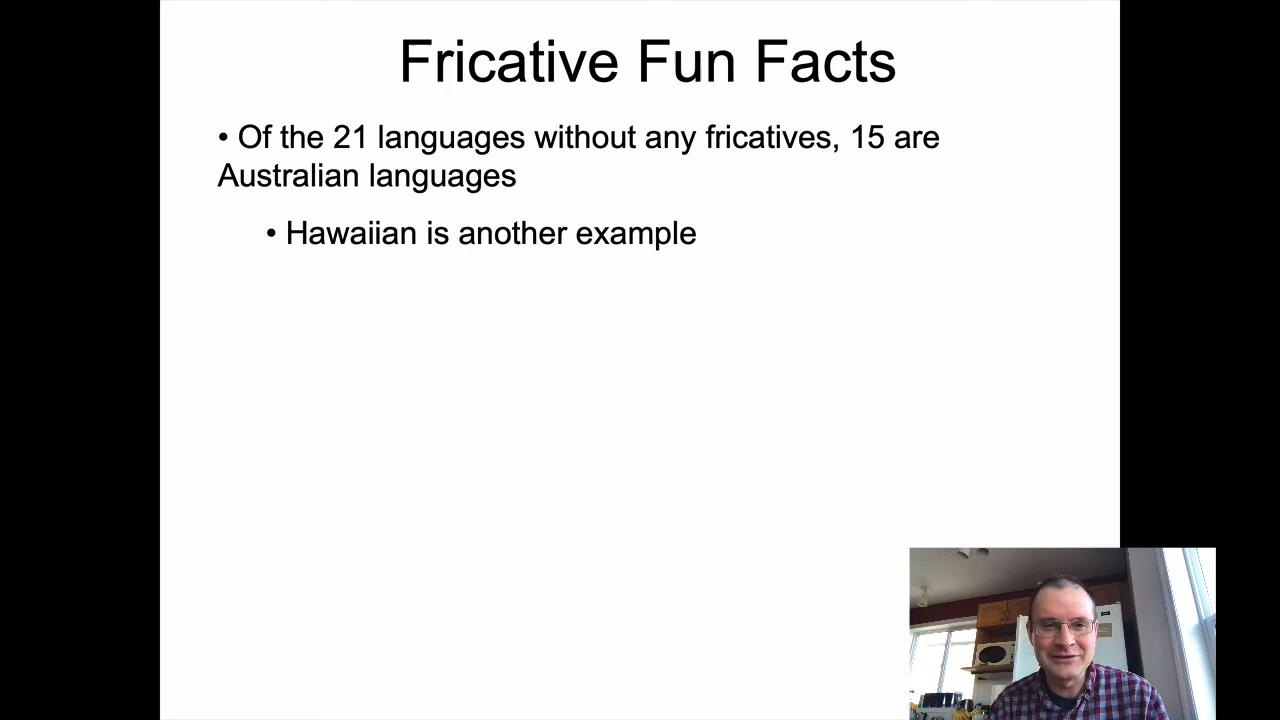 Fricative Fun Facts
• Of the 21 languages without any fricatives, 15 are
Australian languages
• Hawaiian is another example